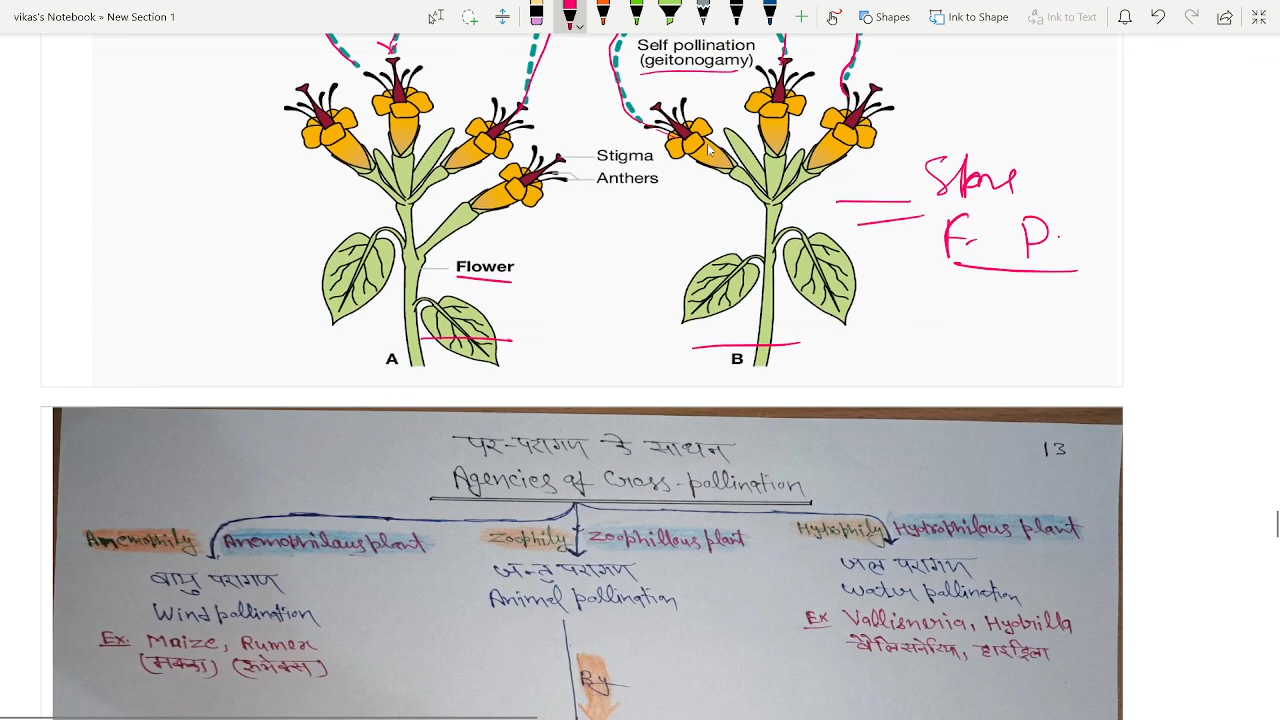 vikas's Notebook » New Section 1
Shapes
Ink to Shape
Ink to Text
Self pollination
(geitonogamy)
Stigma
Anthers
Flower
F. P.
A
B
पर-परागण के साधन
13
Agencies of Cross-pollination
Anemophily Anemophilous plant
Zoophily Zoophillous plant
Hydrophily Hydrophilous plant
वायु परागण
जन्तु परागण
जल परागण
Wind pollination
Animal pollination
Water pollination
Ex: Maize, Rumex
Ex Vallisneria, Hydrilla
(मक्का) (रूमेक्स)
वैलिसनेरिया, हाइड्रिला
By